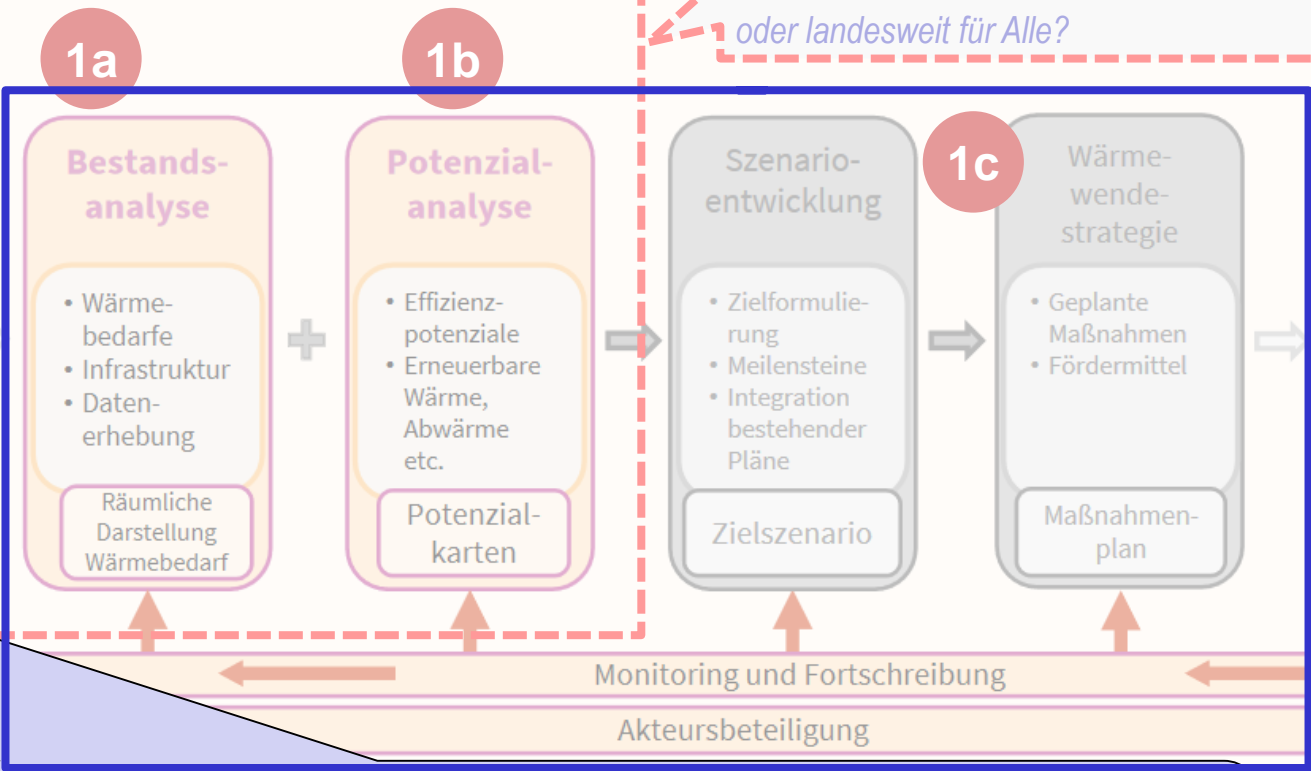 oder landesweit für Alle?
1a
1b
Bestands-
analyse
• Wärme-
bedarfe
• Infrastruktur
• Daten-
erhebung
Räumliche
Darstellung
Wärmebedarf
Potenzial-
analyse
• Effizienz-
potenziale
• Erneuerbare
Wärme,
Abwärme
etc.
Potenzial-
karten
Szenario-
entwicklung
• Zielformulie-
rung
• Meilensteine
• Integration
bestehender
Pläne
Zielszenario
1c
Wärme-
wende-
strategie
• Geplante
Maßnahmen
• Fördermittel
Maßnahmen-
plan
Monitoring und Fortschreibung
Akteursbeteiligung